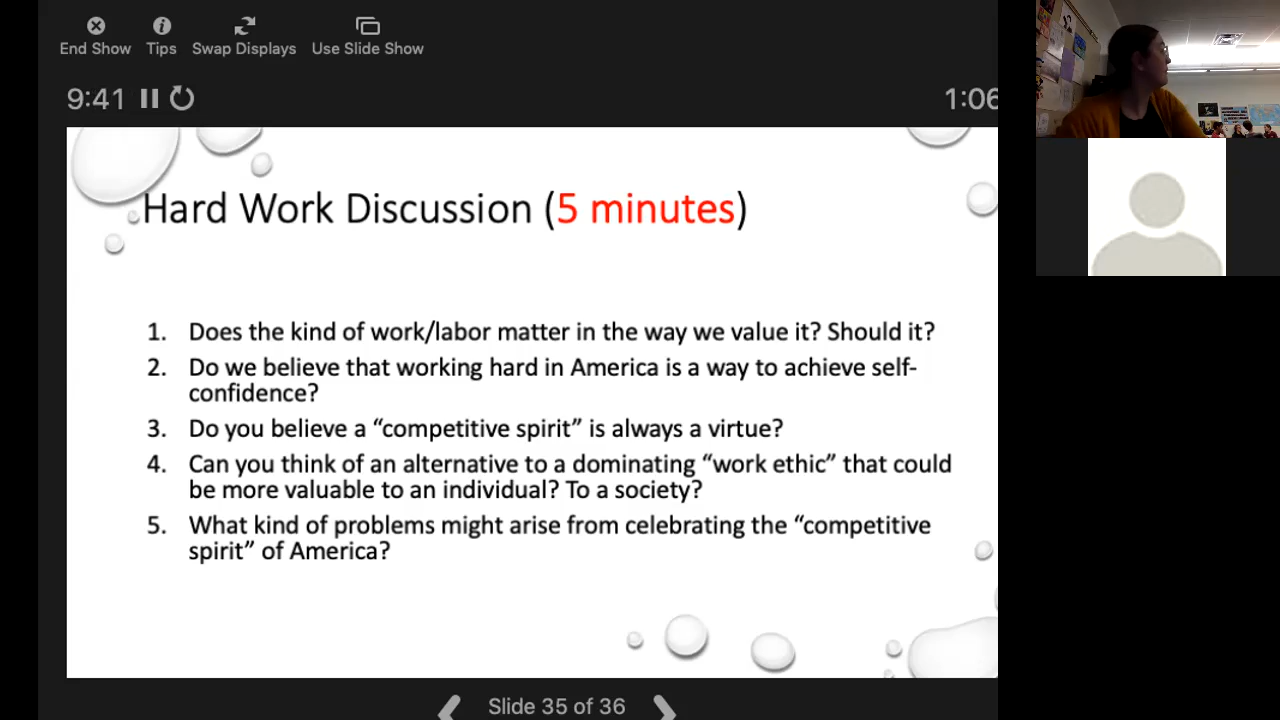 End Show Tips Swap Displays Use Slide Show
9:41 1:06
Hard Work Discussion (5 minutes)
1. Does the kind of work/labor matter in the way we value it? Should it?
2. Do we believe that working hard in America is a way to achieve self-
confidence?
3. Do you believe a “competitive spirit” is always a virtue?
4. Can you think of an alternative to a dominating “work ethic” that could
be more valuable to an individual? To a society?
5. What kind of problems might arise from celebrating the “competitive
spirit” of America?
Slide 35 of 36